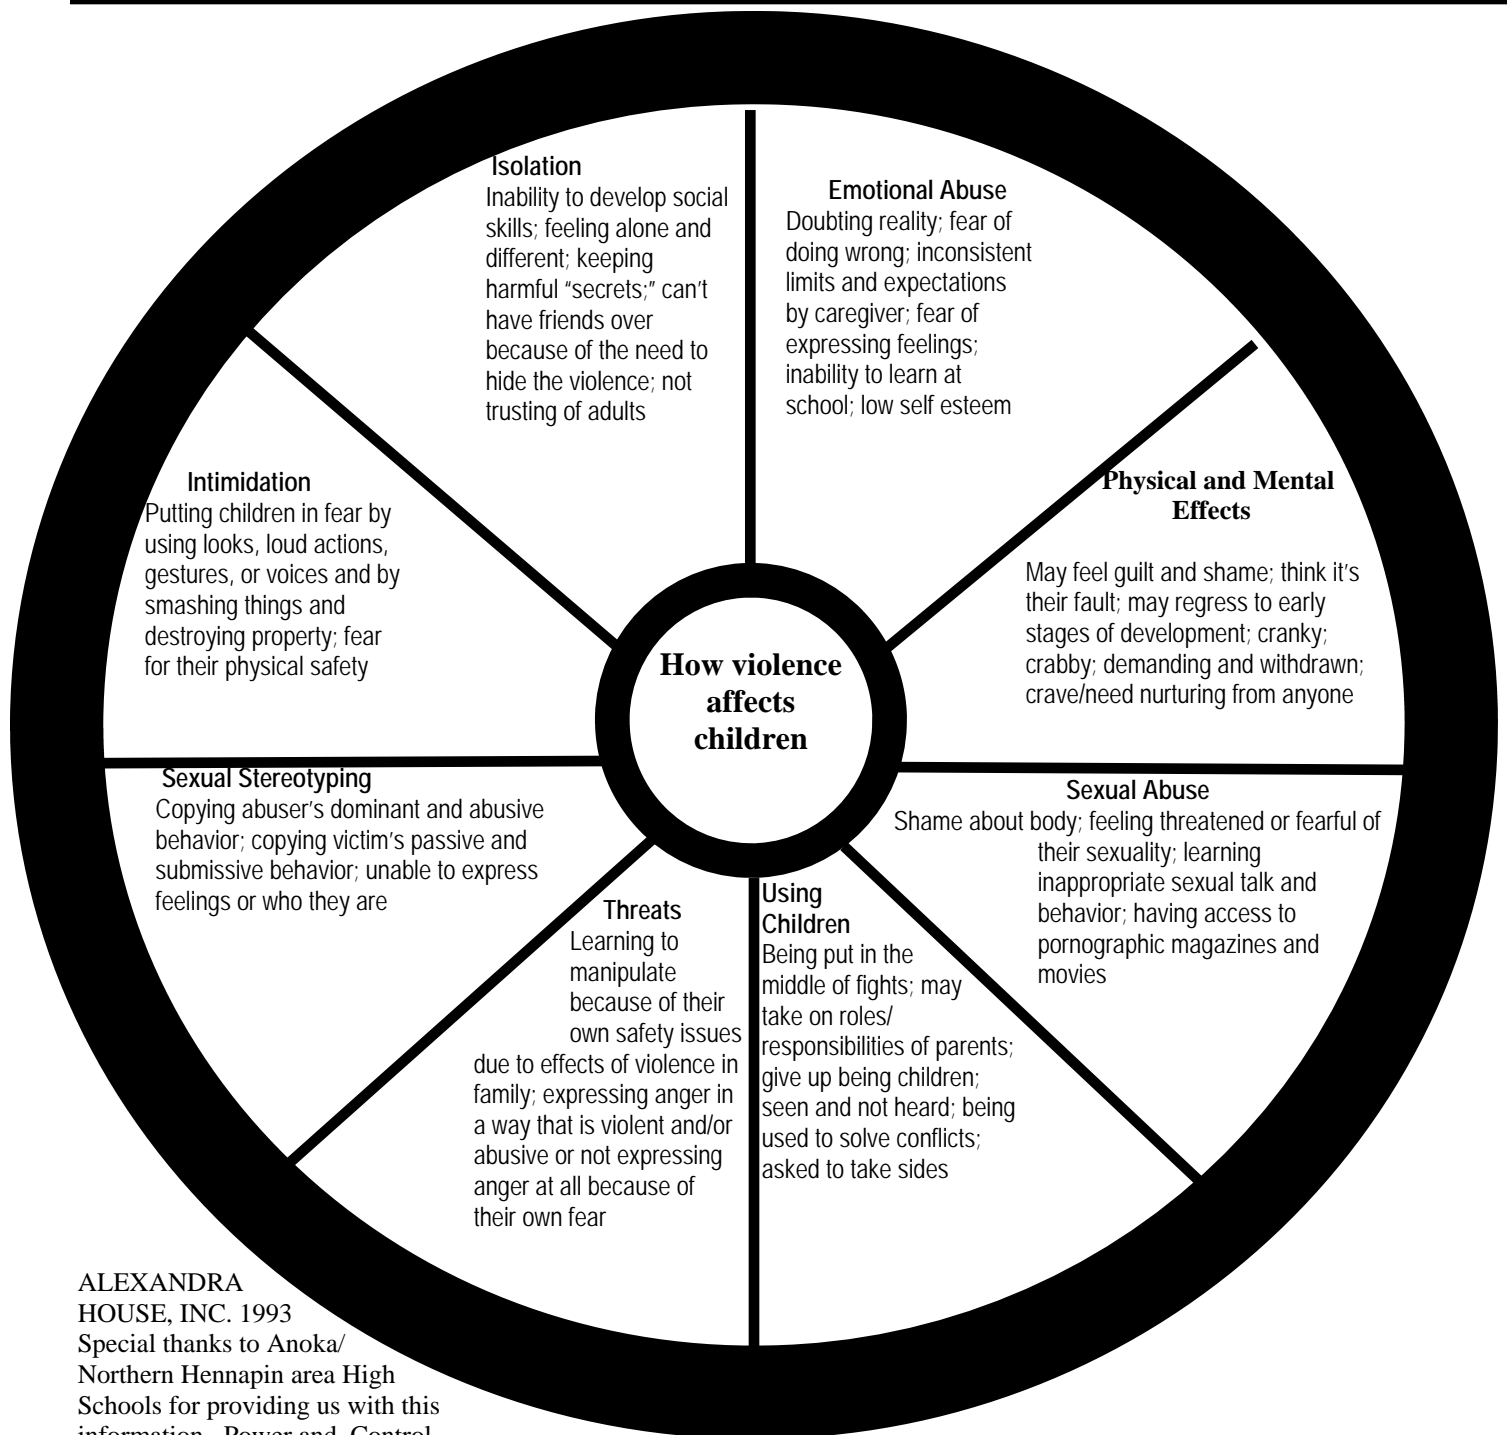 Isolation
Inability to develop social
skills; feeling alone and
different; keeping
harmful “secrets;” can’t
have friends over
because of the need to
hide the violence; not
trusting of adults
Emotional Abuse
Doubting reality; fear of
doing wrong; inconsistent
limits and expectations
by caregiver; fear of
expressing feelings;
inability to learn at
school; low self esteem
Physical and Mental
Effects
May feel guilt and shame; think it’s
their fault; may regress to early
stages of development; cranky;
crabby; demanding and withdrawn;
crave/need nurturing from anyone
Intimidation
Putting children in fear by
using looks, loud actions,
gestures, or voices and by
smashing things and
destroying property; fear
for their physical safety
How violence
affects
children
Sexual Stereotyping
Copying abuser’s dominant and abusive
behavior; copying victim’s passive and
submissive behavior; unable to express
feelings or who they are
Sexual Abuse
Shame about body; feeling threatened or fearful of
their sexuality; learning
inappropriate sexual talk and
behavior; having access to
pornographic magazines and
movies
Threats
Learning to
manipulate
because of their
own safety issues
due to effects of violence in
family; expressing anger in
a way that is violent and/or
abusive or not expressing
anger at all because of
their own fear
Using
Children
Being put in the
middle of fights; may
take on roles/
responsibilities of parents;
give up being children;
seen and not heard; being
used to solve conflicts;
asked to take sides
ALEXANDRA
HOUSE, INC. 1993
Special thanks to Anoka/
Northern Hennapin area High
Schools for providing us with this
information. Power and Control